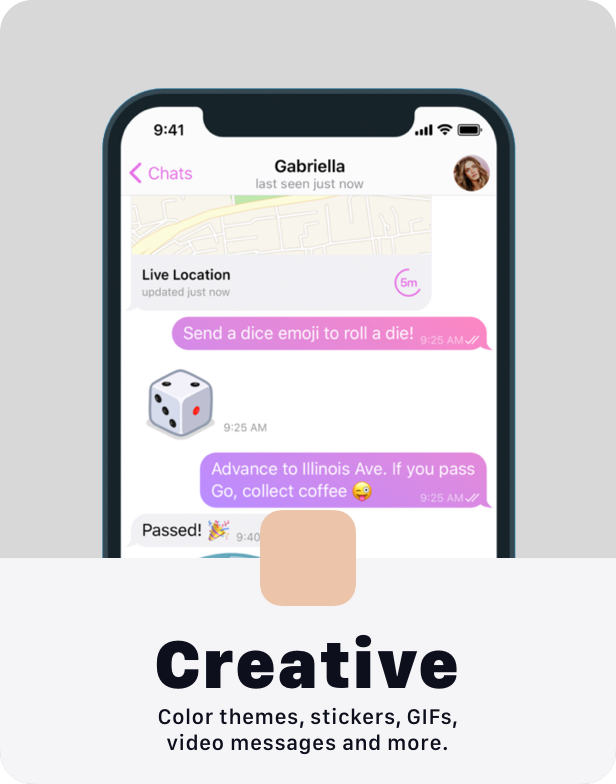 9:41
Chats
Gabriella
last seen just now
Live Location
updated just now
5m
Send a dice emoji to roll a die! 9:25 AM
9:25 AM
Advance to Illinois Ave. If you pass
Go, collect coffee 😜 9:25 AM
Passed! 🎉 9:40
Creative
Color themes, stickers, GIFs,
video messages and more.